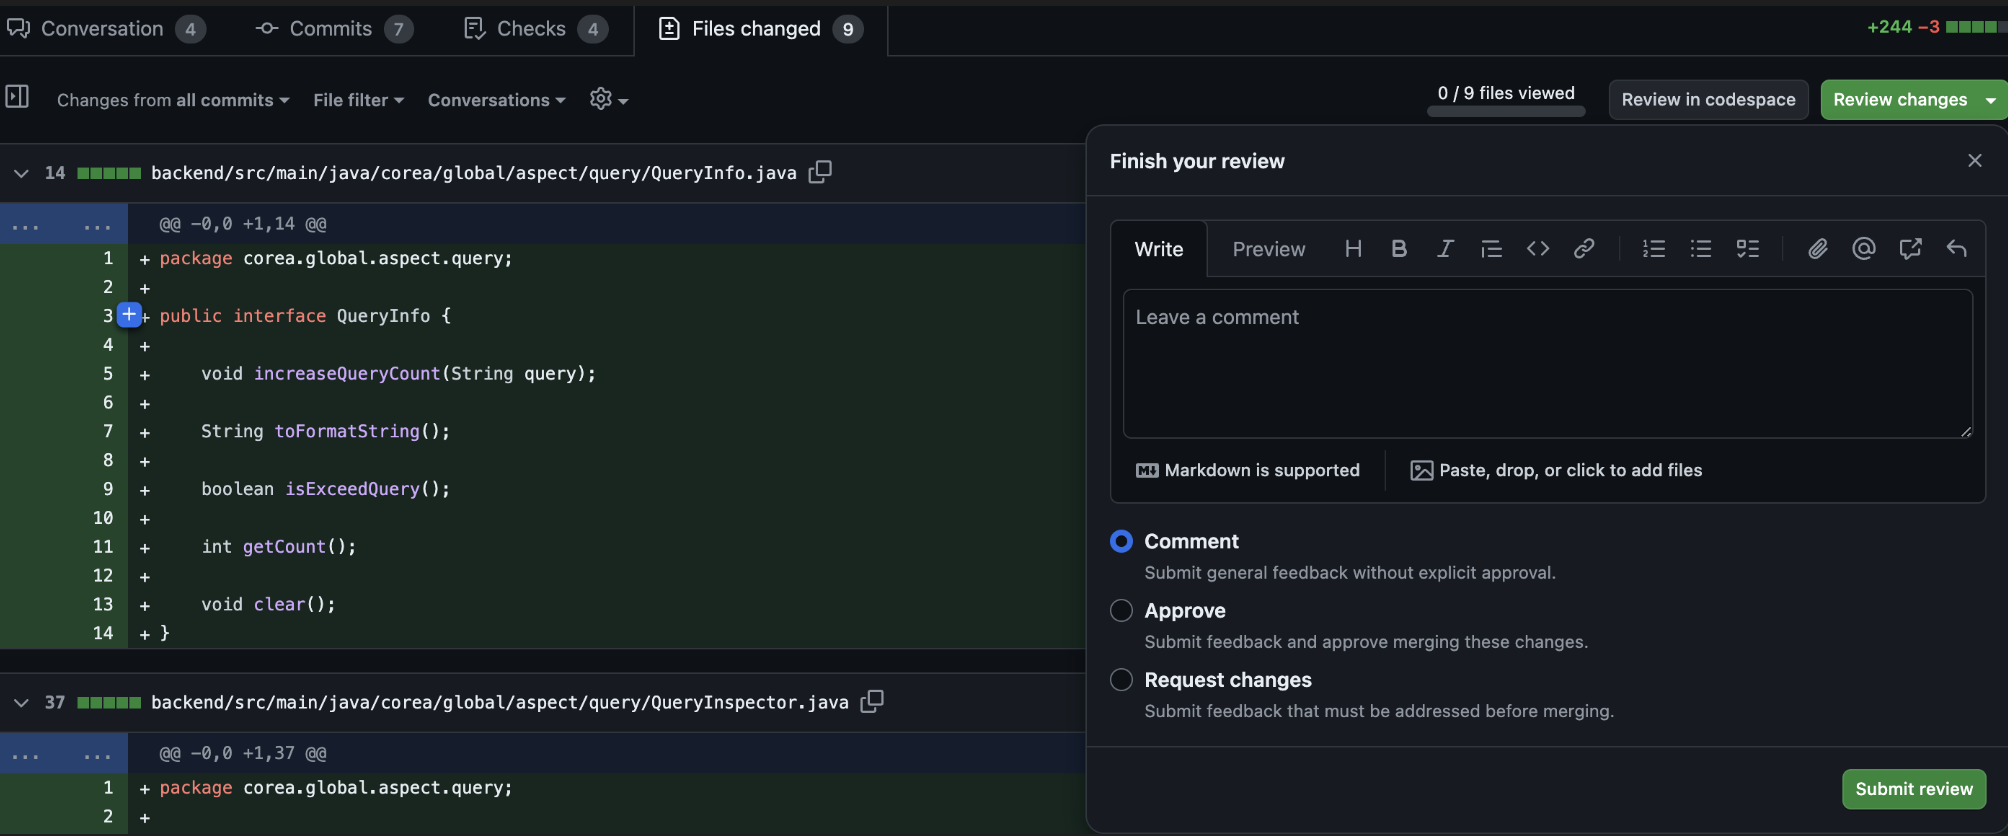 Conversation 4 Commits 7 Checks 4 Files changed 9 +244 −3
Changes from all commits File filter Conversations 0 / 9 files viewed Review in codespace Review changes
14 backend/src/main/java/corea/global/aspect/query/QueryInfo.java
... ... @@ −0,0 +1,14 @@
1 + package corea.global.aspect.query;
2 +
3 + public interface QueryInfo {
4 +
5 + void increaseQueryCount(String query);
6 +
7 + String toFormatString();
8 +
9 + boolean isExceedQuery();
10 +
11 + int getCount();
12 +
13 + void clear();
14 + }
37 backend/src/main/java/corea/global/aspect/query/QueryInspector.java
... ... @@ −0,0 +1,37 @@
1 + package corea.global.aspect.query;
2 +
Finish your review
Write Preview
Leave a comment
Markdown is supported Paste, drop, or click to add files
Comment
Submit general feedback without explicit approval.
Approve
Submit feedback and approve merging these changes.
Request changes
Submit feedback that must be addressed before merging.
Submit review